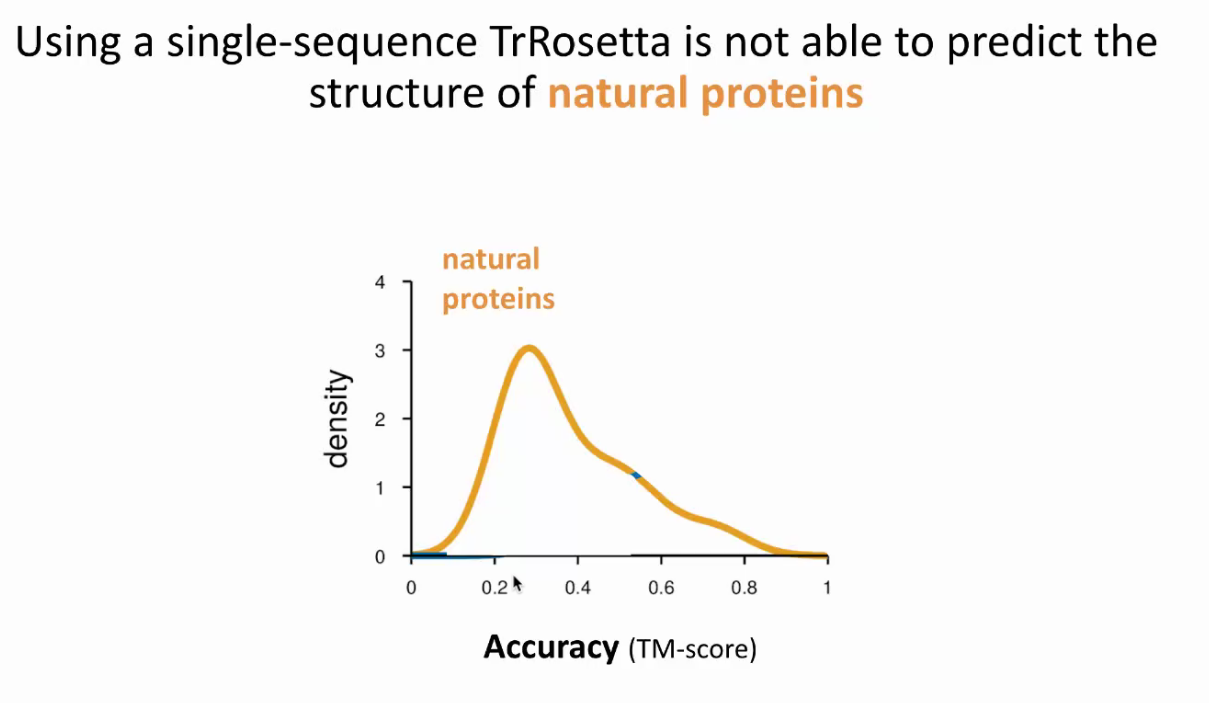 Using a single-sequence TrRosetta is not able to predict the
structure of natural proteins
natural
proteins
4
3
2
1
0
density
0 0.2 0.4 0.6 0.8 1
Accuracy (TM-score)